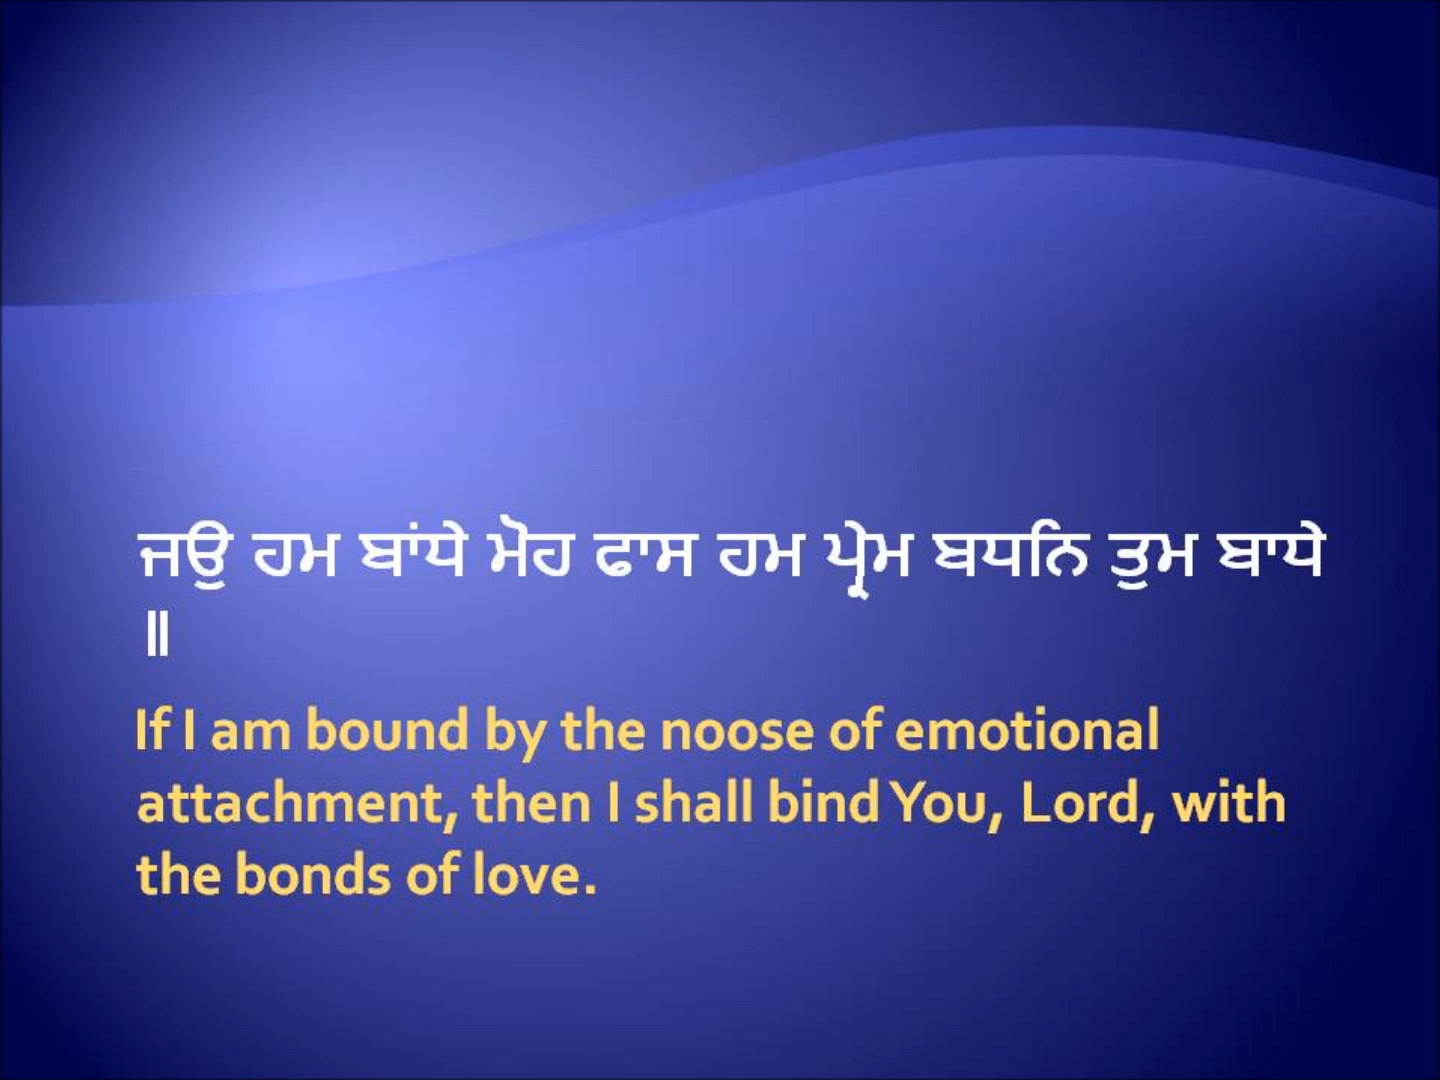 ਜਉ ਹਮ ਬਾਂਧੇ ਮੋਹ ਫਾਸ ਹਮ ਪ੍ਰੇਮ ਬਧਨਿ ਤੁਮ ਬਾਧੇ
॥
If I am bound by the noose of emotional
attachment, then I shall bind You, Lord, with
the bonds of love.